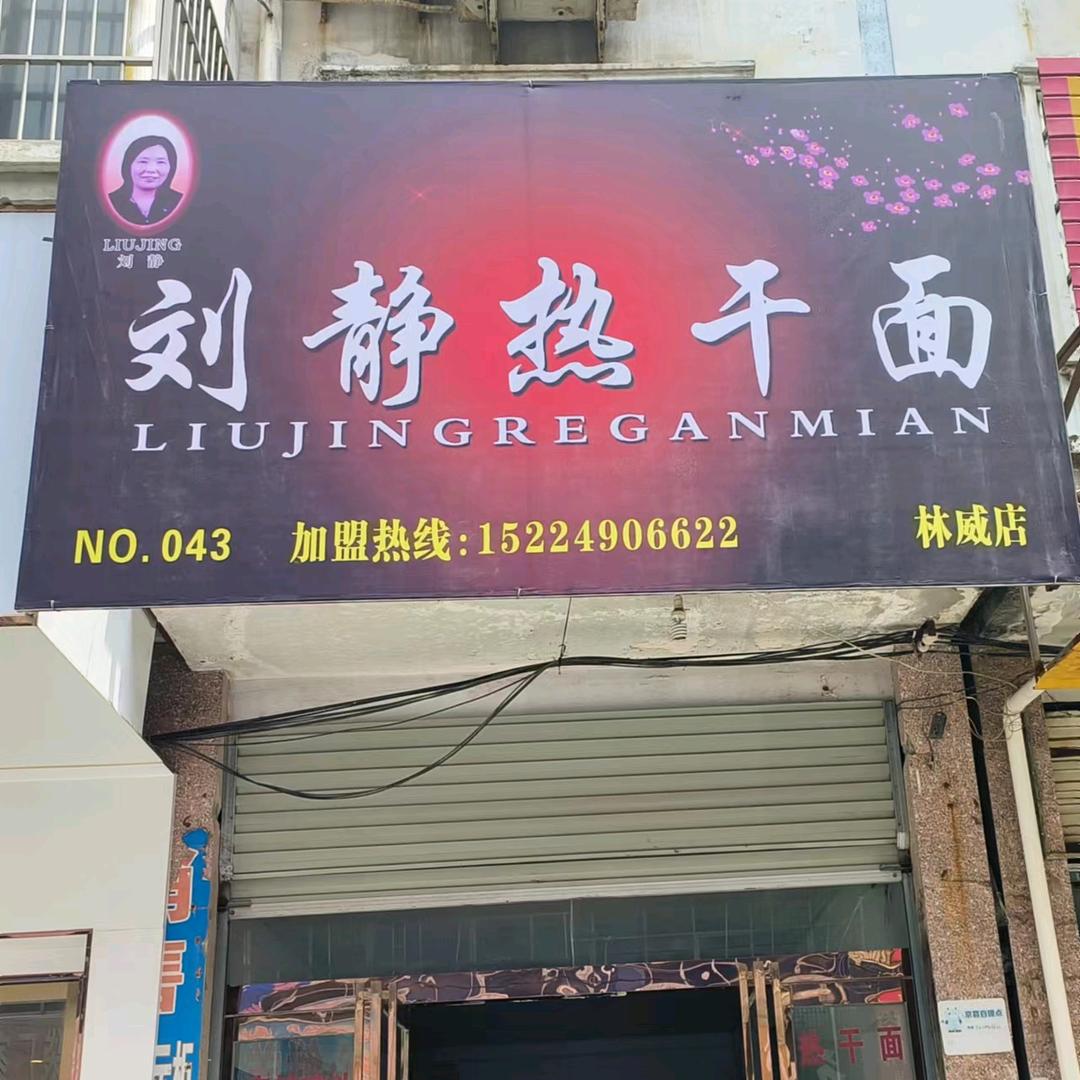 LIUJING
刘静
刘静热干面
LIUJINGREGANMIAN
NO.043 加盟热线:15224906622 林威店
热干面